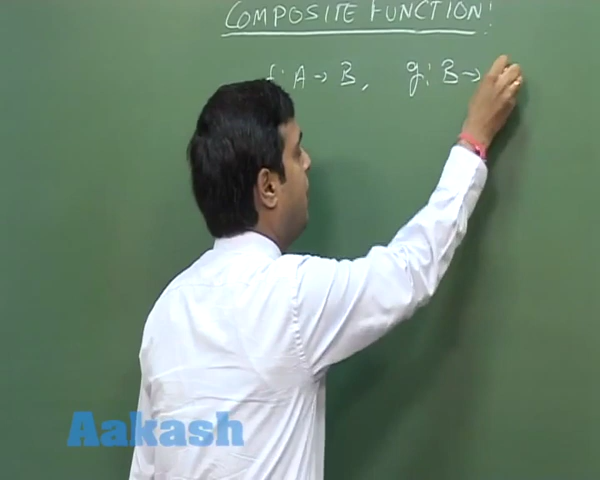 COMPOSITE FUNCTION:
f: A → B, g: B →
Aakash